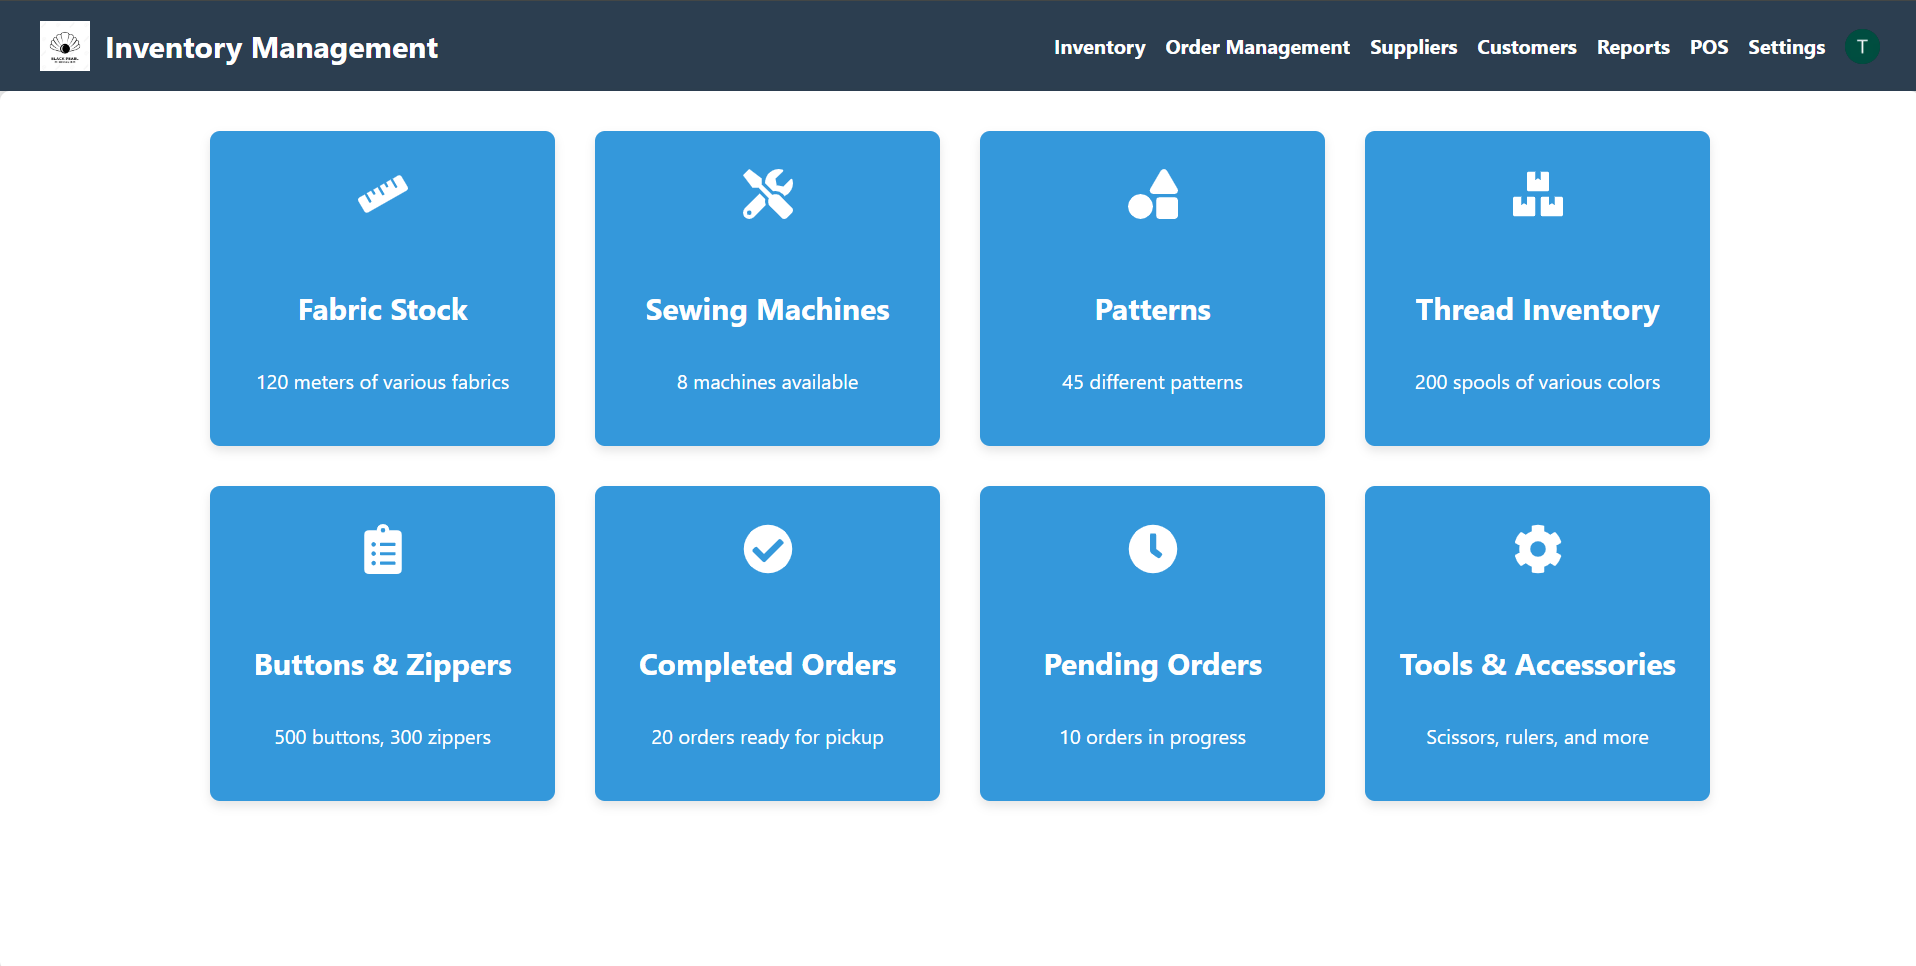 BLACK PEARL
Inventory Management
Inventory
Order Management
Suppliers
Customers
Reports
POS
Settings
T
Fabric Stock
120 meters of various fabrics
Sewing Machines
8 machines available
Patterns
45 different patterns
Thread Inventory
200 spools of various colors
Buttons & Zippers
500 buttons, 300 zippers
Completed Orders
20 orders ready for pickup
Pending Orders
10 orders in progress
Tools & Accessories
Scissors, rulers, and more